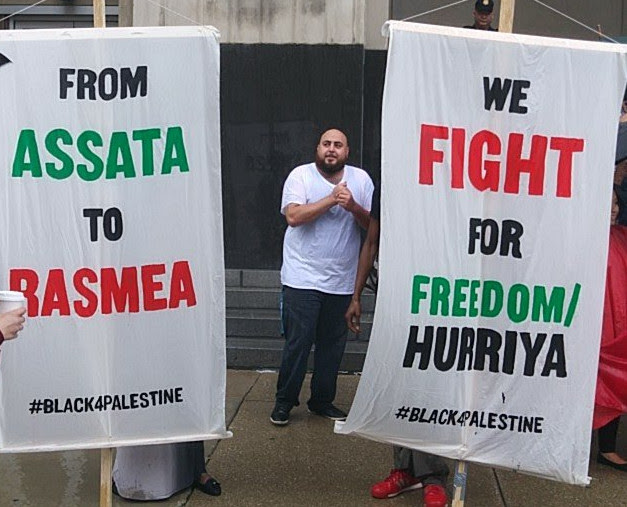 FROM
ASSATA
TO
RASMEA
#BLACK4PALESTINE
WE
FIGHT
FOR
FREEDOM/
HURRIYA
#BLACK4PALESTINE